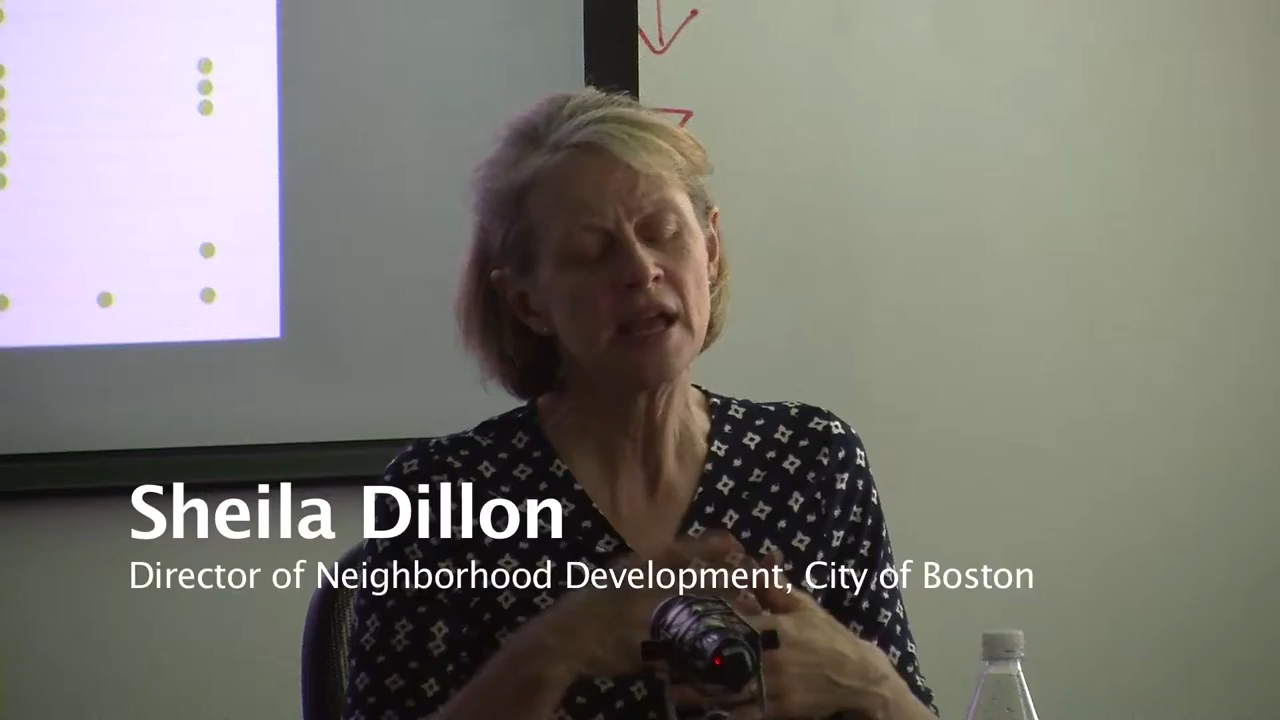 Sheila Dillon
Director of Neighborhood Development, City of Boston